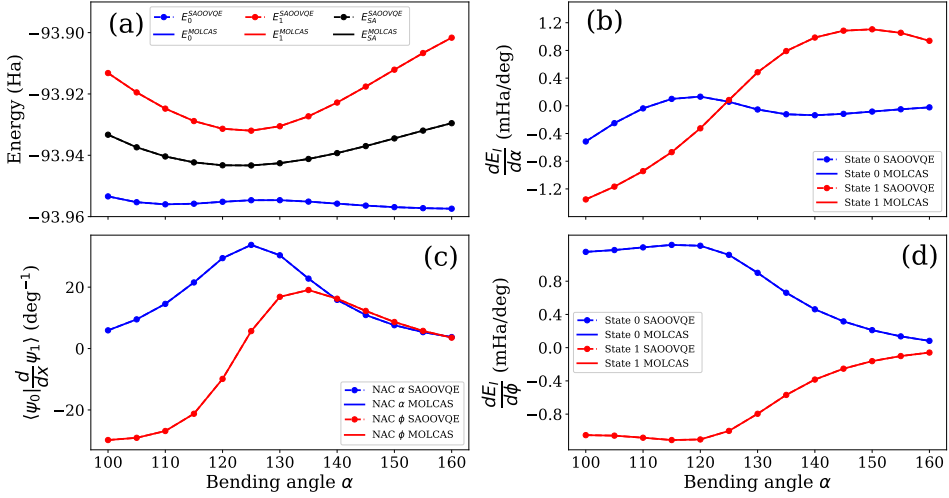 (a)
E_0^SAOOVQE
E_0^MOLCAS
E_1^SAOOVQE
E_1^MOLCAS
E_SA^SAOOVQE
E_SA^MOLCAS
Energy (Ha)
−93.90
−93.92
−93.94
−93.96
(b)
dE_I/dα (mHa/deg)
1.2
0.8
0.4
0.0
−0.4
−0.8
−1.2
State 0 SAOOVQE
State 0 MOLCAS
State 1 SAOOVQE
State 1 MOLCAS
(c)
⟨ψ_0|d/dx ψ_1⟩ (deg⁻¹)
20
0
−20
NAC α SAOOVQE
NAC α MOLCAS
NAC ϕ SAOOVQE
NAC ϕ MOLCAS
100 110 120 130 140 150 160
Bending angle α
(d)
dE_I/dϕ (mHa/deg)
0.8
0.4
0.0
−0.4
−0.8
State 0 SAOOVQE
State 0 MOLCAS
State 1 SAOOVQE
State 1 MOLCAS
100 110 120 130 140 150 160
Bending angle α